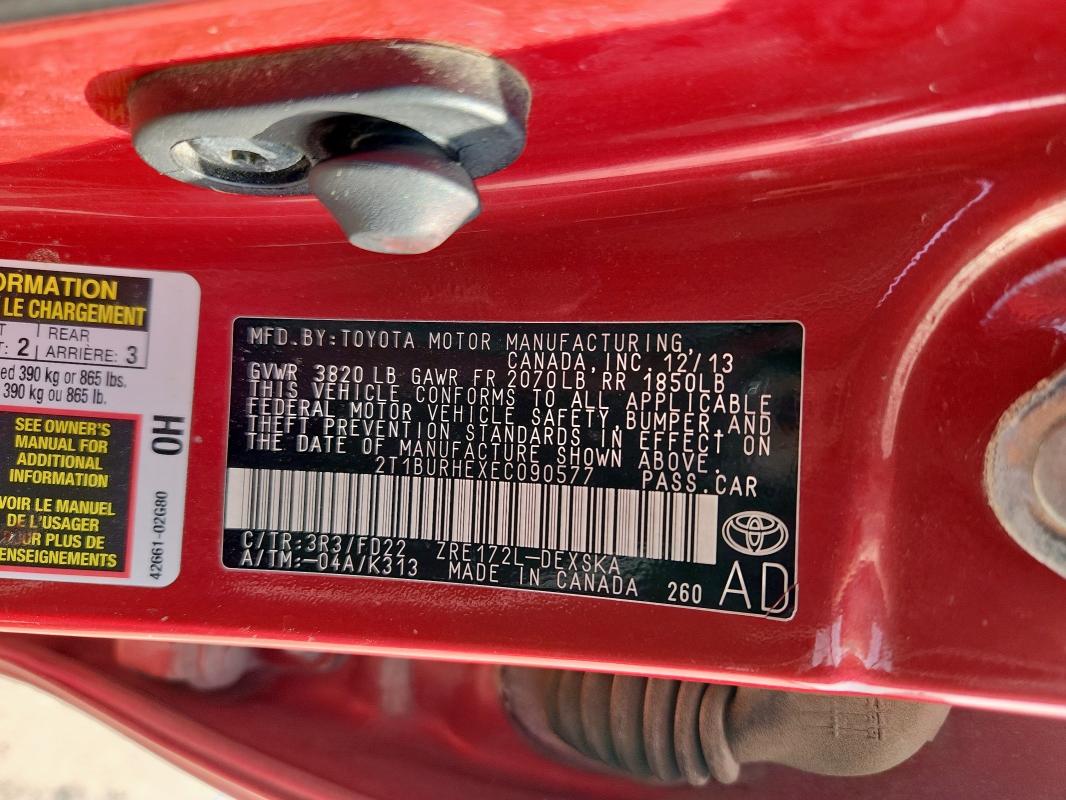 ORMATION
LE CHARGEMENT
T | REAR
: 2 | ARRIÈRE: 3
ed 390 kg or 865 lbs.
390 kg ou 865 lb.
SEE OWNER'S
MANUAL FOR
ADDITIONAL
INFORMATION
VOIR LE MANUEL
DE L'USAGER
POUR PLUS DE
ENSEIGNEMENTS
0H
42661-02G80
MFD. BY: TOYOTA MOTOR MANUFACTURING,
CANADA, INC. 12/13
GVWR 3820 LB GAWR FR 2070LB RR 1850LB
THIS VEHICLE CONFORMS TO ALL APPLICABLE
FEDERAL MOTOR VEHICLE SAFETY, BUMPER, AND
THEFT PREVENTION STANDARDS IN EFFECT ON
THE DATE OF MANUFACTURE SHOWN ABOVE.
2T1BURHEXEC090577 PASS.CAR
C/TR:3R3/FD22 ZRE172L-DEXSKA
A/TM:-04A/K313 MADE IN CANADA 260 AD